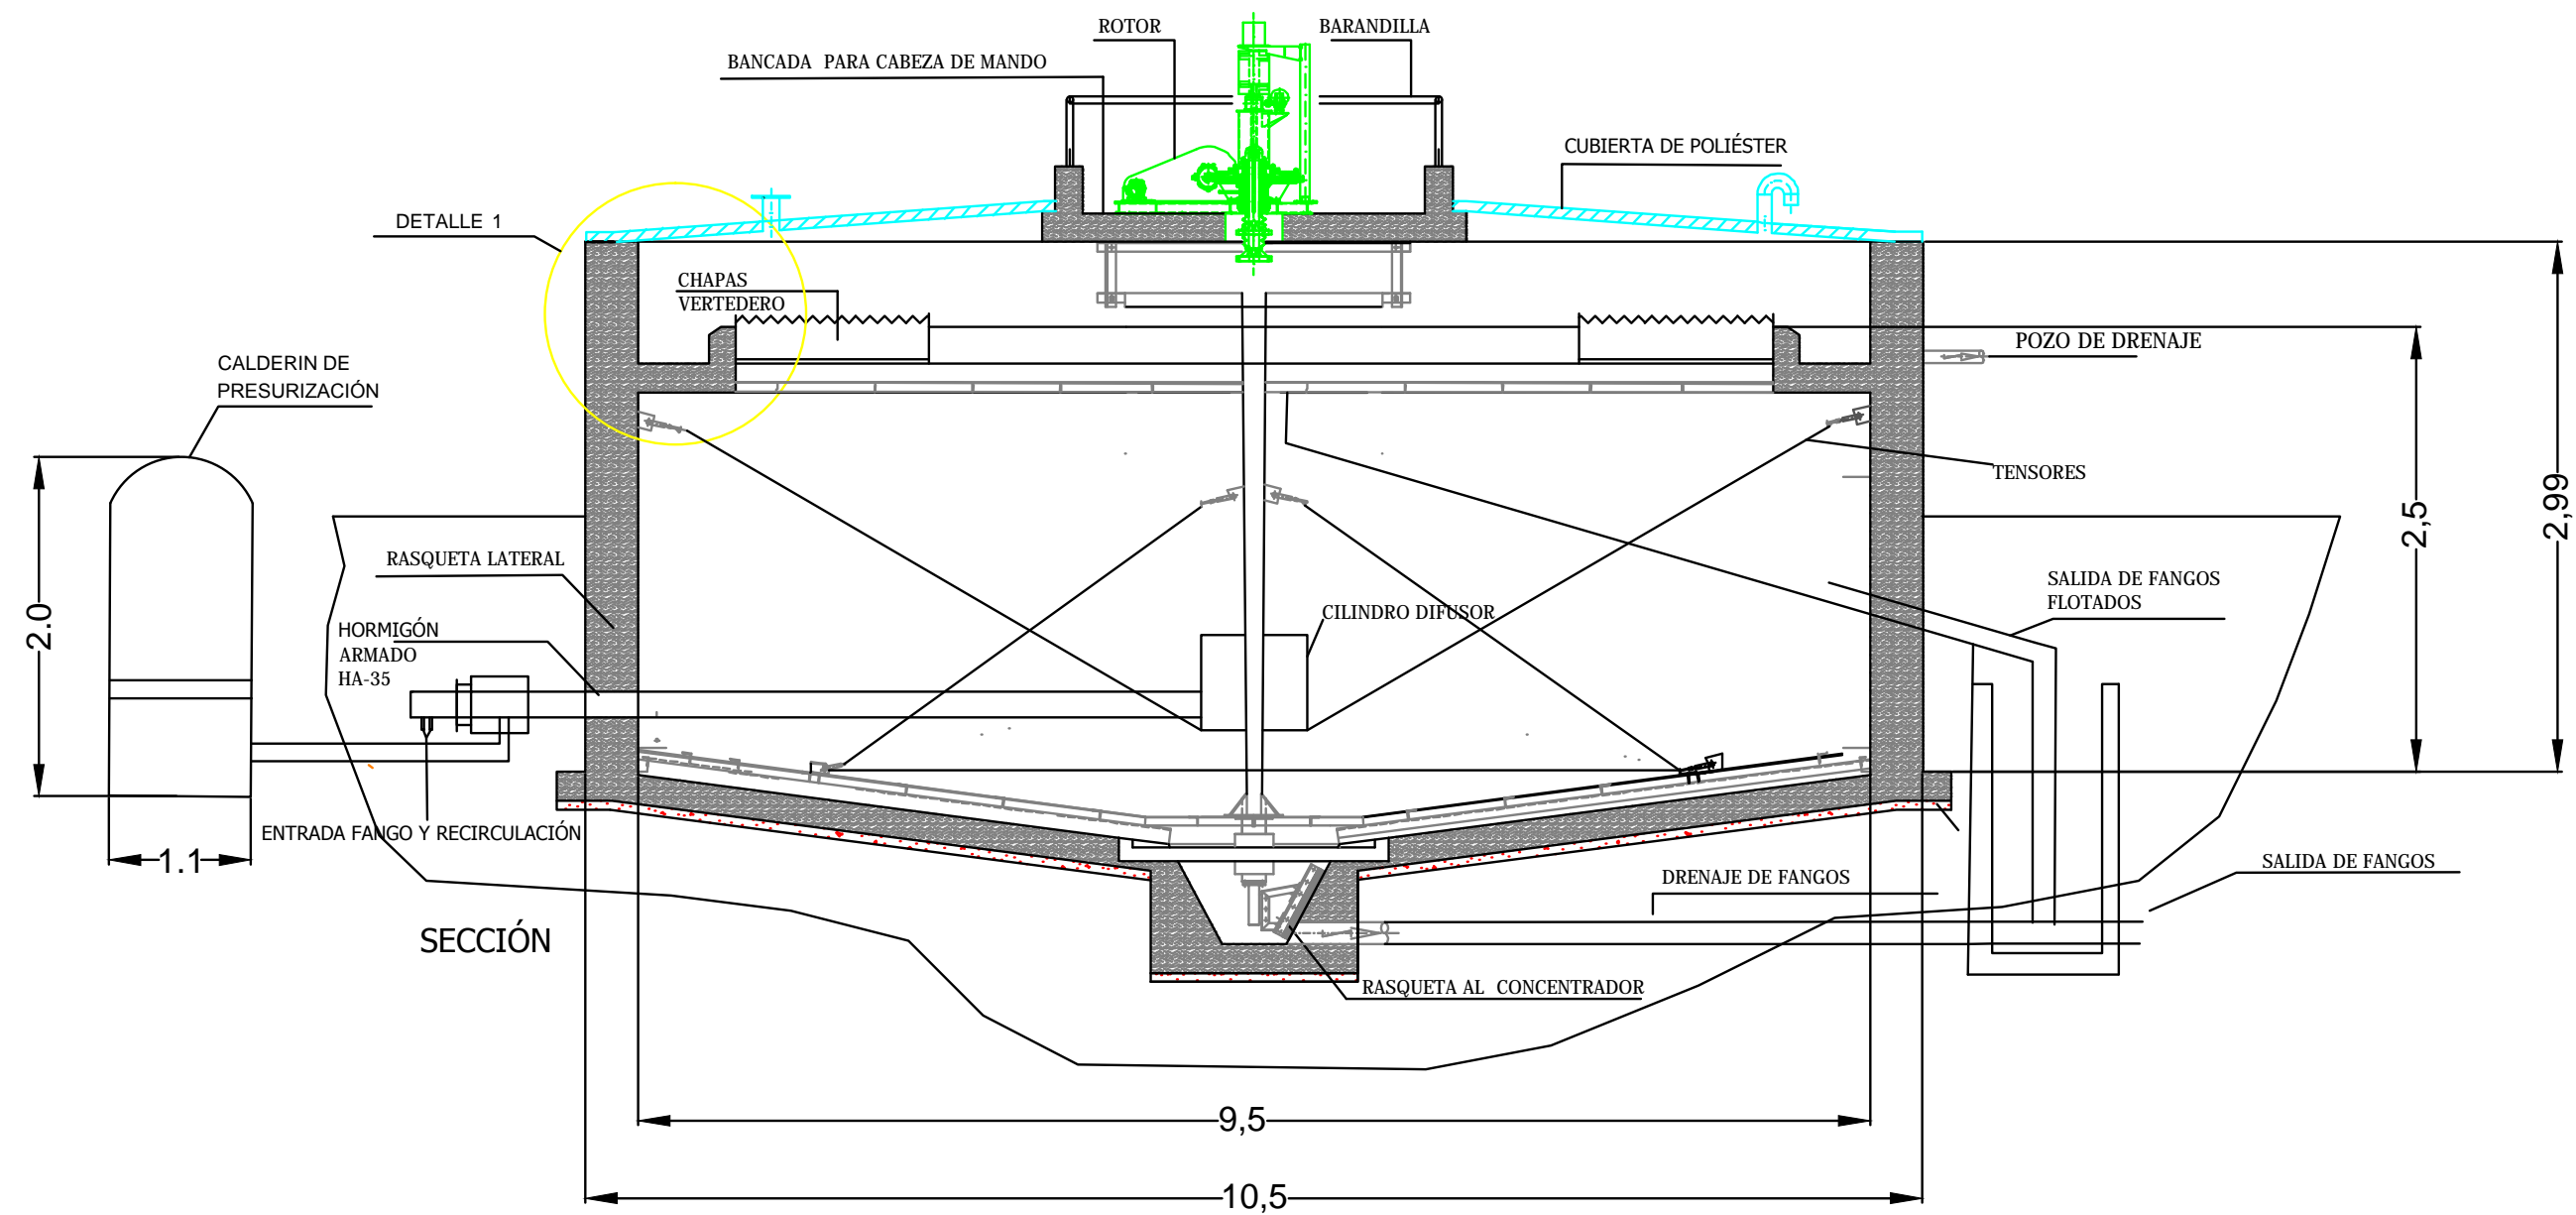 ROTOR
BARANDILLA
BANCADA PARA CABEZA DE MANDO
CUBIERTA DE POLIÉSTER
DETALLE 1
CHAPAS
VERTEDERO
POZO DE DRENAJE
CALDERIN DE
PRESURIZACIÓN
TENSORES
2,5
2,99
RASQUETA LATERAL
SALIDA DE FANGOS
FLOTADOS
CILINDRO DIFUSOR
2.0
HORMIGÓN
ARMADO
HA-35
ENTRADA FANGO Y RECIRCULACIÓN
1.1
SALIDA DE FANGOS
DRENAJE DE FANGOS
SECCIÓN
RASQUETA AL CONCENTRADOR
9,5
10,5